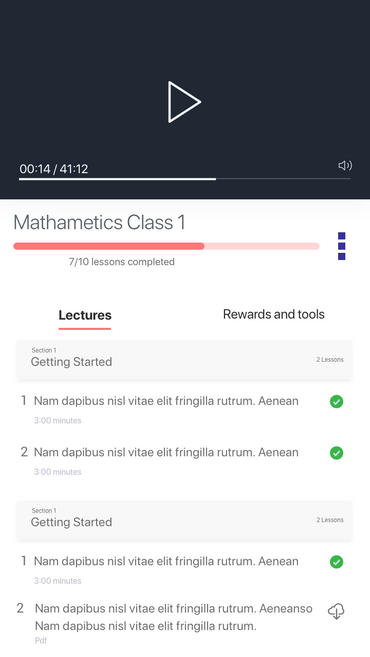 00:14 / 41:12
Mathametics Class 1
7/10 lessons completed
Lectures
Rewards and tools
Section 1
Getting Started
2 Lessons
1 Nam dapibus nisl vitae elit fringilla rutrum. Aenean
3:00 minutes
2 Nam dapibus nisl vitae elit fringilla rutrum. Aenean
3:00 minutes
Section 1
Getting Started
2 Lessons
1 Nam dapibus nisl vitae elit fringilla rutrum. Aenean
3:00 minutes
2 Nam dapibus nisl vitae elit fringilla rutrum. Aeneanso
Nam dapibus nisl vitae elit fringilla rutrum.
Pdf